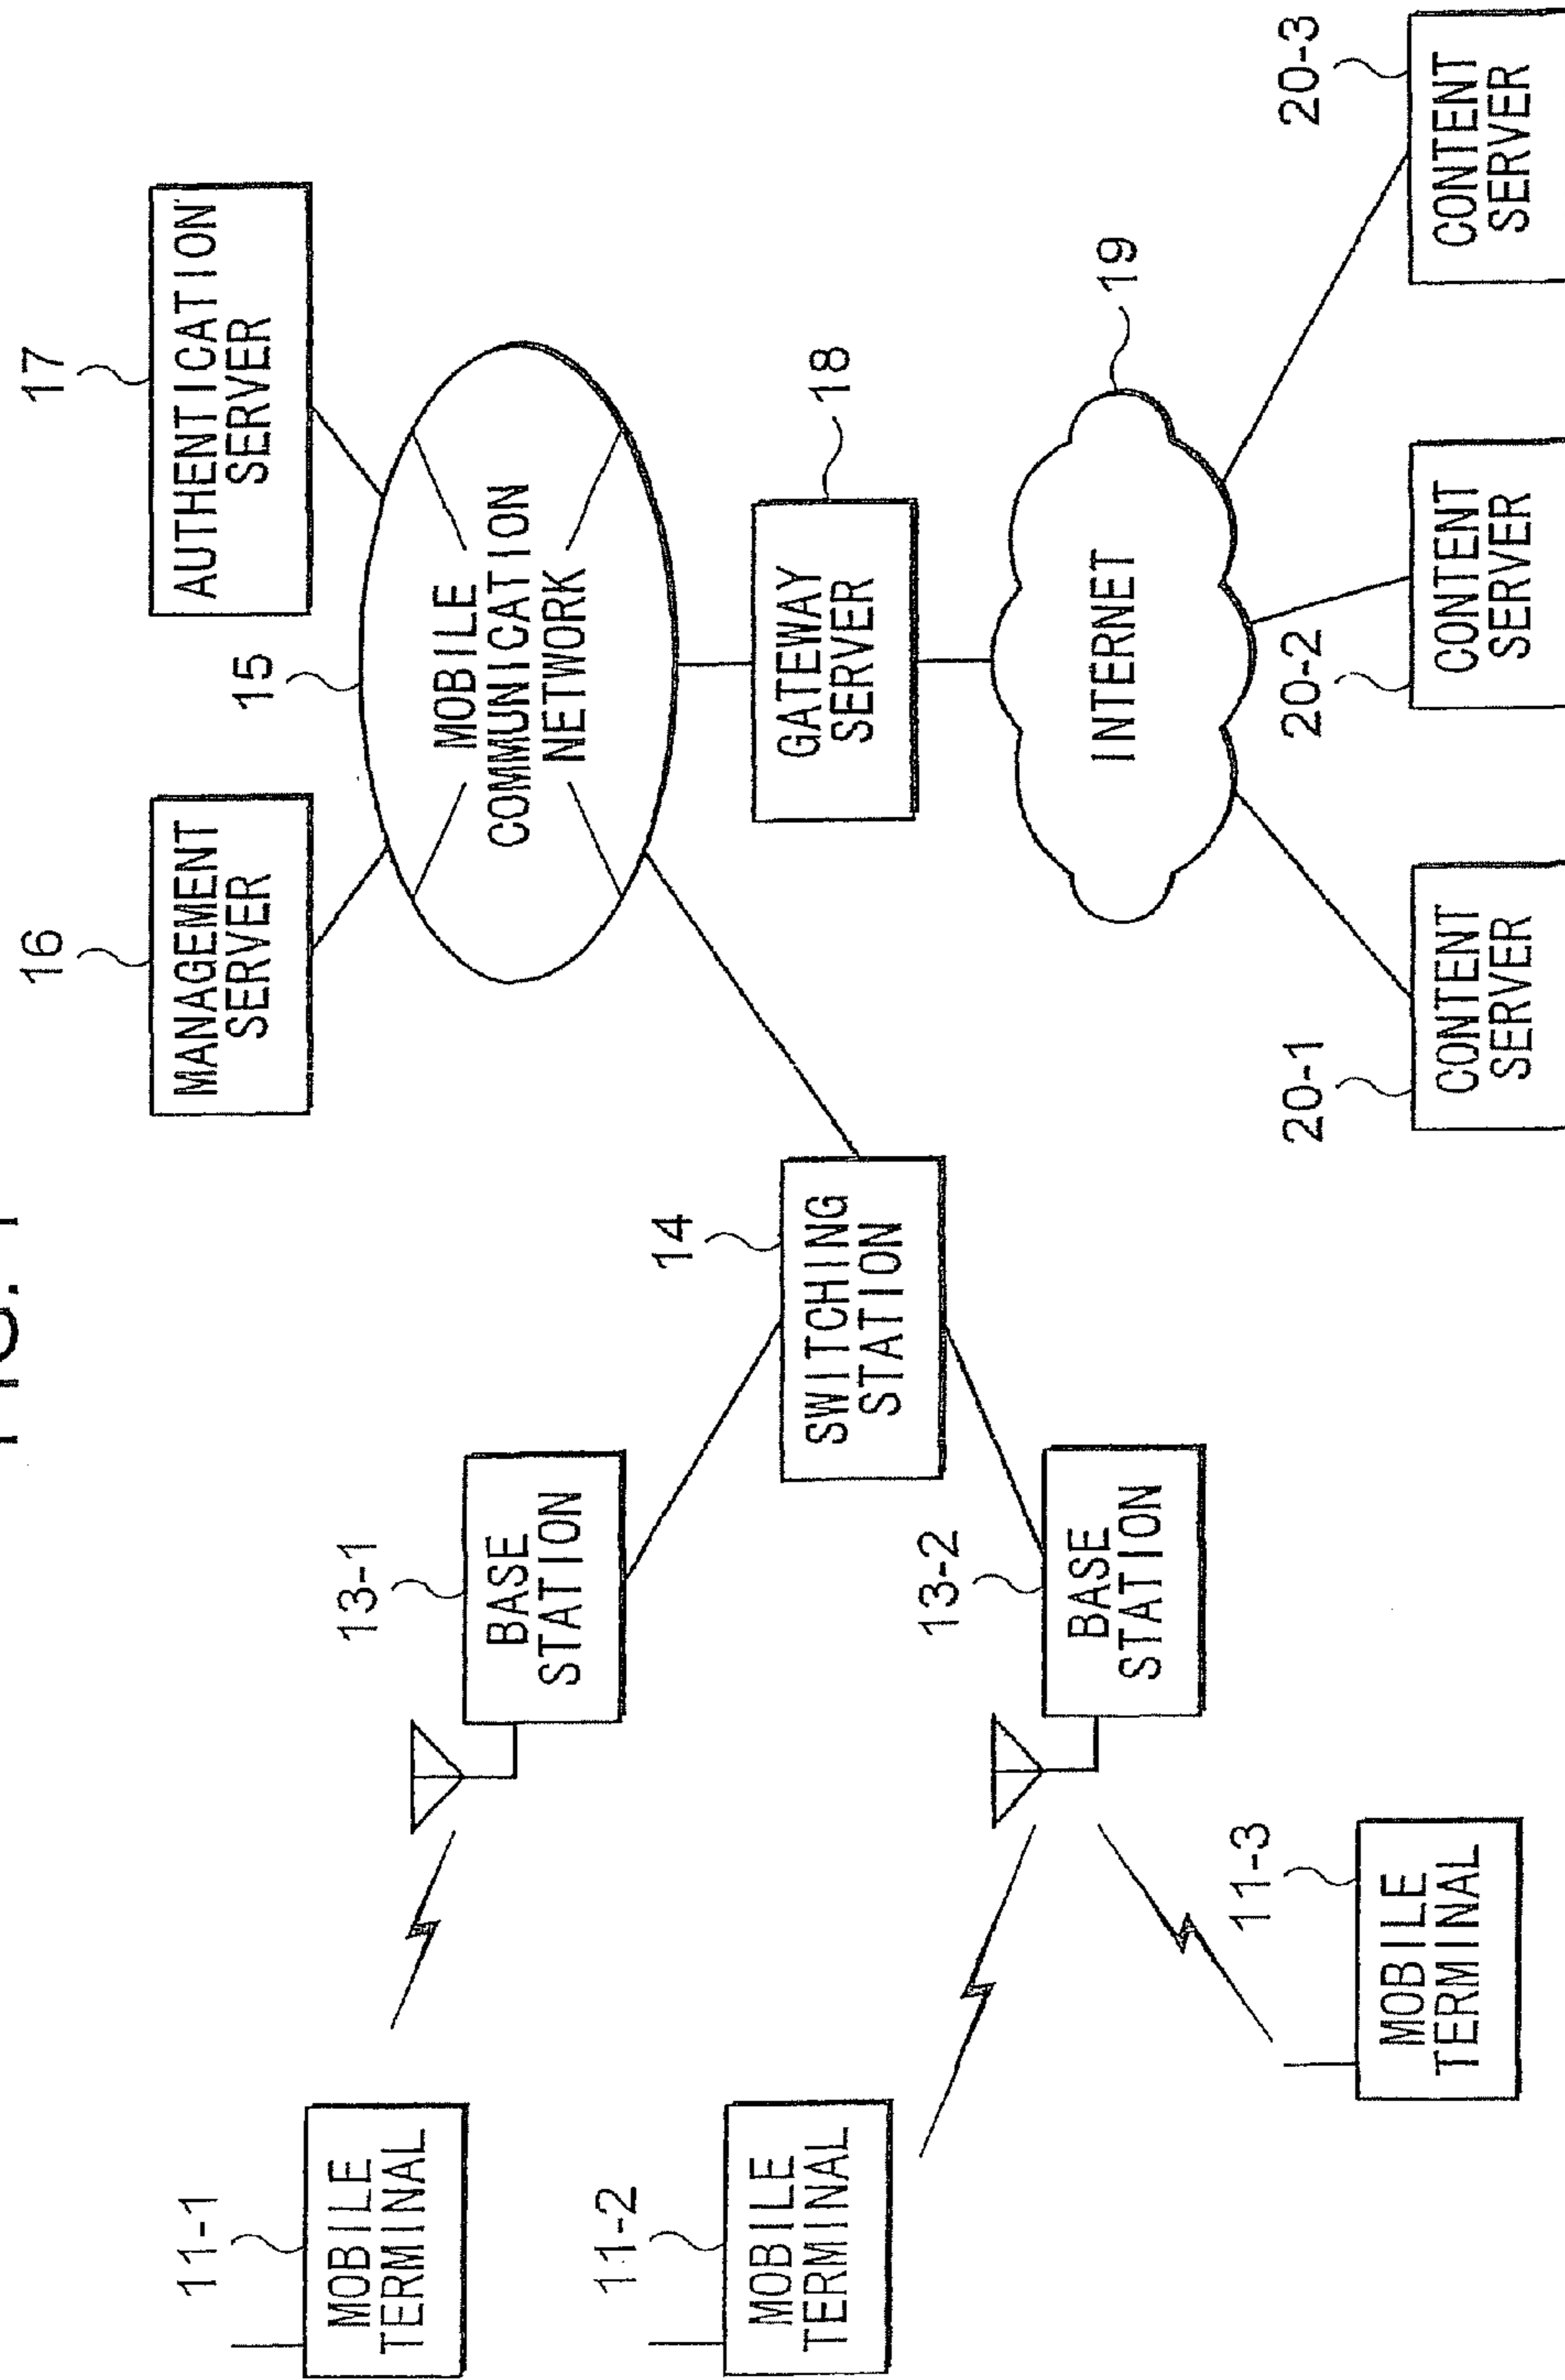 FIG. 1
16
17
MANAGEMENT
SERVER
AUTHENTICATION
SERVER
15
11-1
13-1
MOBILE
TERMINAL
BASE
STATION
MOBILE
COMMUNICATION
NETWORK
14
18
11-2
SWITCHING
STATION
GATEWAY
SERVER
MOBILE
TERMINAL
13-2
19
BASE
STATION
INTERNET
11-3
20-1
20-2
20-3
MOBILE
TERMINAL
CONTENT
SERVER
CONTENT
SERVER
CONTENT
SERVER